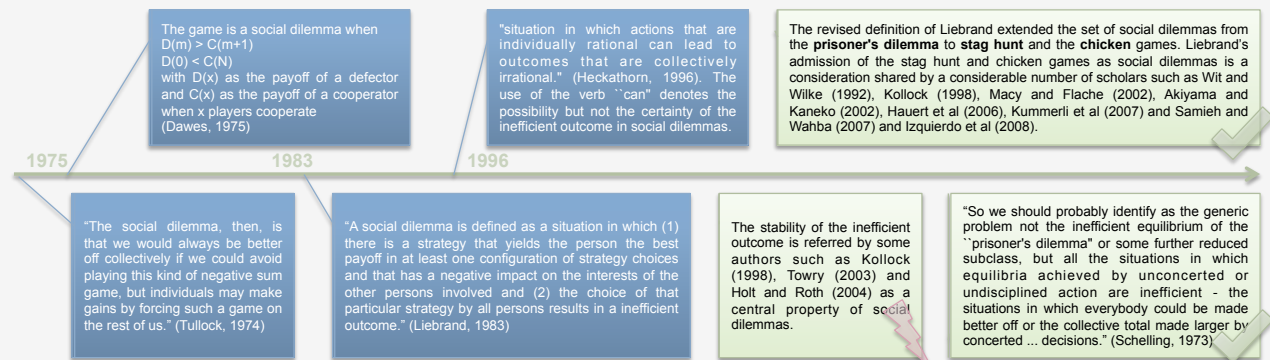 The game is a social dilemma when
D(m) > C(m+1)
D(0) < C(N)
with D(x) as the payoff of a defector
and C(x) as the payoff of a cooperator
when x players cooperate
(Dawes, 1975)
"situation in which actions that are
individually rational can lead to
outcomes that are collectively
irrational." (Heckathorn, 1996). The
use of the verb ``can" denotes the
possibility but not the certainty of the
inefficient outcome in social dilemmas.
The revised definition of Liebrand extended the set of social dilemmas from
the prisoner's dilemma to stag hunt and the chicken games. Liebrand's
admission of the stag hunt and chicken games as social dilemmas is a
consideration shared by a considerable number of scholars such as Wit and
Wilke (1992), Kollock (1998), Macy and Flache (2002), Akiyama and
Kaneko (2002), Hauert et al (2006), Kummerli et al (2007) and Samieh and
Wahba (2007) and Izquierdo et al (2008).
1975
1983
1996
“The social dilemma, then, is
that we would always be better
off collectively if we could avoid
playing this kind of negative sum
game, but individuals may make
gains by forcing such a game on
the rest of us.” (Tullock, 1974)
“A social dilemma is defined as a situation in which (1)
there is a strategy that yields the person the best
payoff in at least one configuration of strategy choices
and that has a negative impact on the interests of the
other persons involved and (2) the choice of that
particular strategy by all persons results in a inefficient
outcome.” (Liebrand, 1983)
The stability of the inefficient
outcome is referred by some
authors such as Kollock
(1998), Towry (2003) and
Holt and Roth (2004) as a
central property of social
dilemmas.
“So we should probably identify as the generic
problem not the inefficient equilibrium of the
``prisoner's dilemma" or some further reduced
subclass, but all the situations in which
equilibria achieved by unconcerted or
undisciplined action are inefficient - the
situations in which everybody could be made
better off or the collective total made larger by
concerted ... decisions.” (Schelling, 1973)